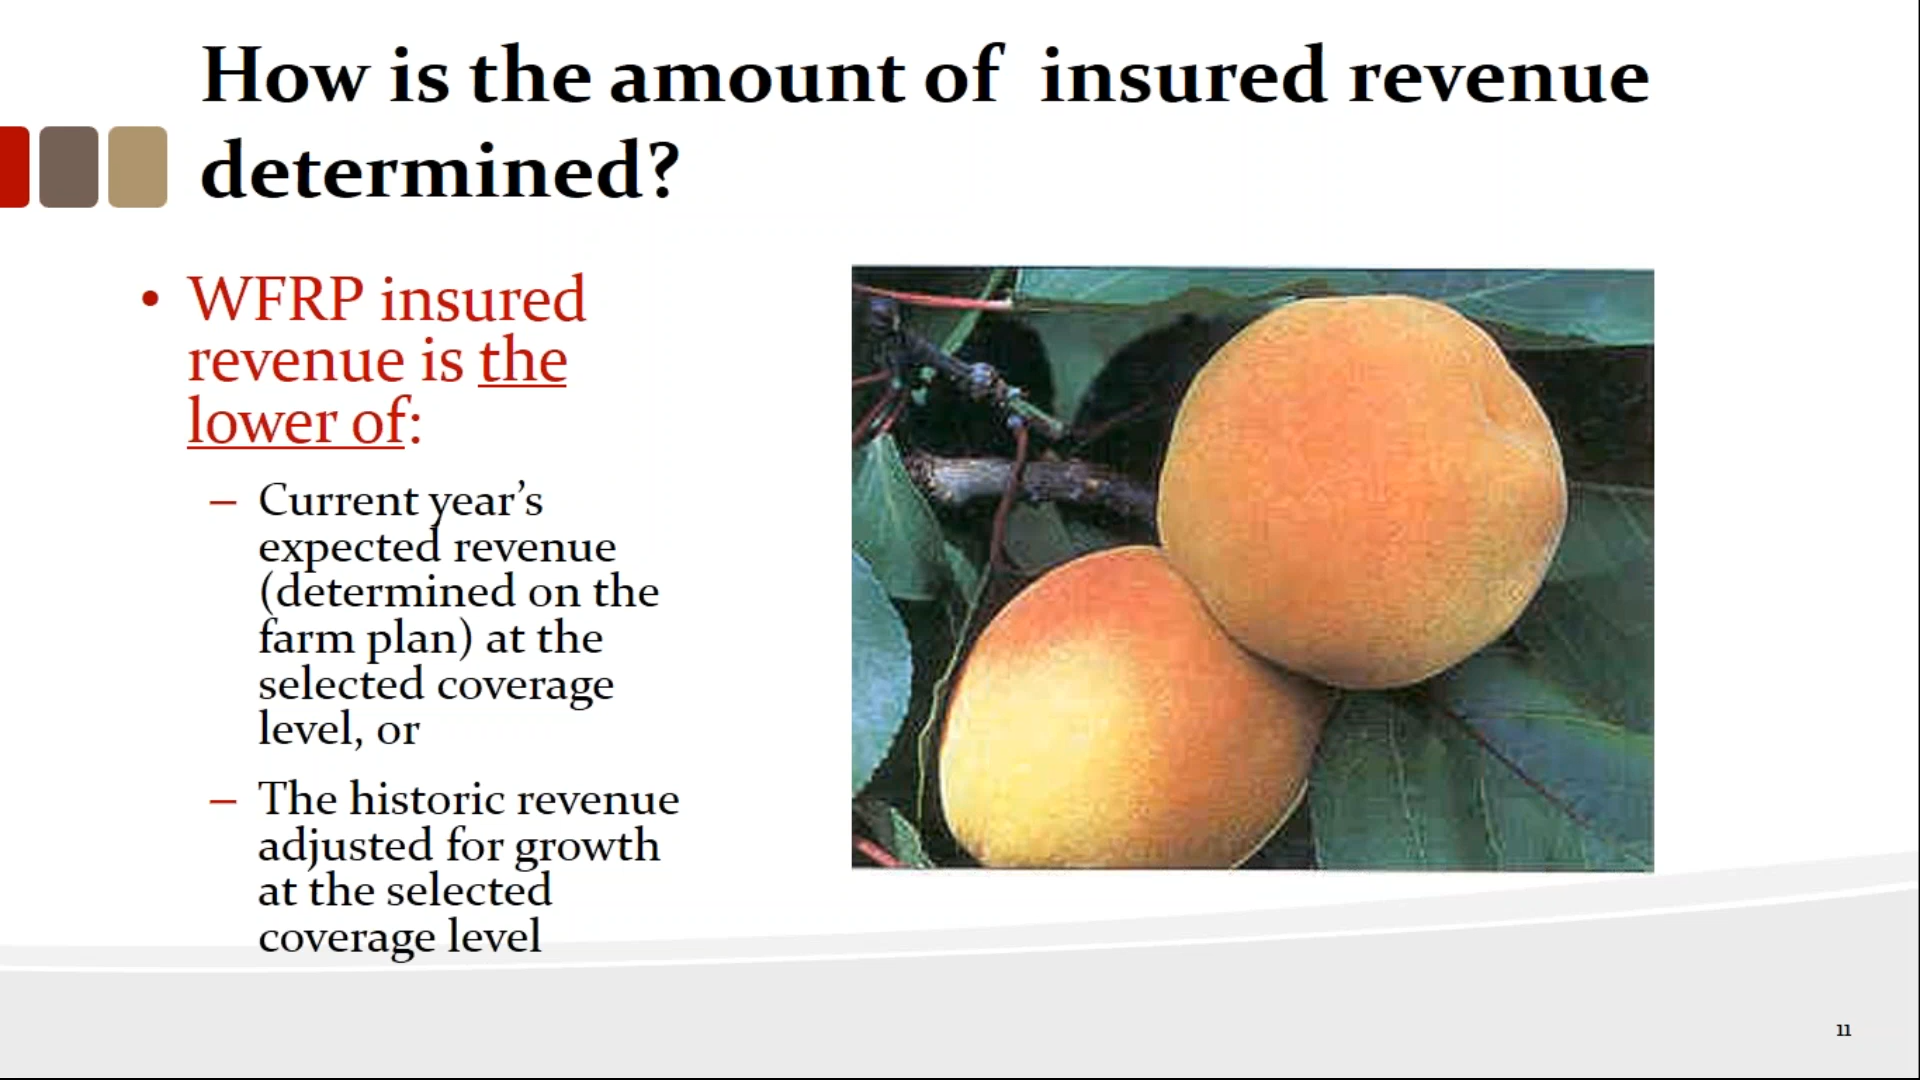 How is the amount of  insured revenue
determined?
• WFRP insured
revenue is the
lower of:
– Current year’s
expected revenue
(determined on the
farm plan) at the
selected coverage
level, or
– The historic revenue
adjusted for growth
at the selected
coverage level
11